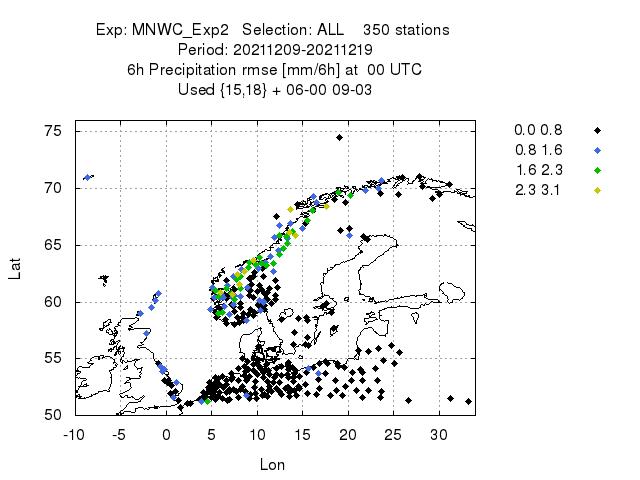 Exp: MNWC_Exp2 Selection: ALL 350 stations
Period: 20211209-20211219
6h Precipitation rmse [mm/6h] at 00 UTC
Used {15,18} + 06-00 09-03
0.0 0.8
0.8 1.6
1.6 2.3
2.3 3.1
75
70
65
60
55
50
Lat
-10 -5 0 5 10 15 20 25 30
Lon